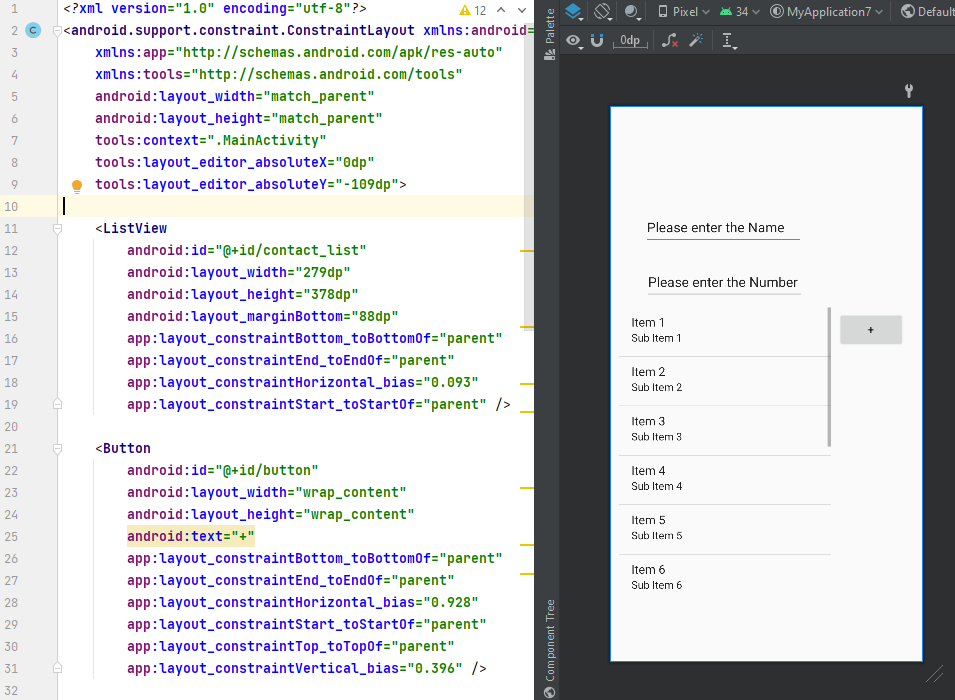 1 <?xml version="1.0" encoding="utf-8"?> 12
2 C <android.support.constraint.ConstraintLayout xmlns:android=
3 xmlns:app="http://schemas.android.com/apk/res-auto"
4 xmlns:tools="http://schemas.android.com/tools"
5 android:layout_width="match_parent"
6 android:layout_height="match_parent"
7 tools:context=".MainActivity"
8 tools:layout_editor_absoluteX="0dp"
9 tools:layout_editor_absoluteY="-109dp">
10
11 <ListView
12 android:id="@+id/contact_list"
13 android:layout_width="279dp"
14 android:layout_height="378dp"
15 android:layout_marginBottom="88dp"
16 app:layout_constraintBottom_toBottomOf="parent"
17 app:layout_constraintEnd_toEndOf="parent"
18 app:layout_constraintHorizontal_bias="0.093"
19 app:layout_constraintStart_toStartOf="parent" />
20
21 <Button
22 android:id="@+id/button"
23 android:layout_width="wrap_content"
24 android:layout_height="wrap_content"
25 android:text="+"
26 app:layout_constraintBottom_toBottomOf="parent"
27 app:layout_constraintEnd_toEndOf="parent"
28 app:layout_constraintHorizontal_bias="0.928"
29 app:layout_constraintStart_toStartOf="parent"
30 app:layout_constraintTop_toTopOf="parent"
31 app:layout_constraintVertical_bias="0.396" />
32
Palette
Component Tree
Pixel 34 MyApplication7 Default
0dp
Please enter the Name
Please enter the Number
Item 1
Sub Item 1
+
Item 2
Sub Item 2
Item 3
Sub Item 3
Item 4
Sub Item 4
Item 5
Sub Item 5
Item 6
Sub Item 6